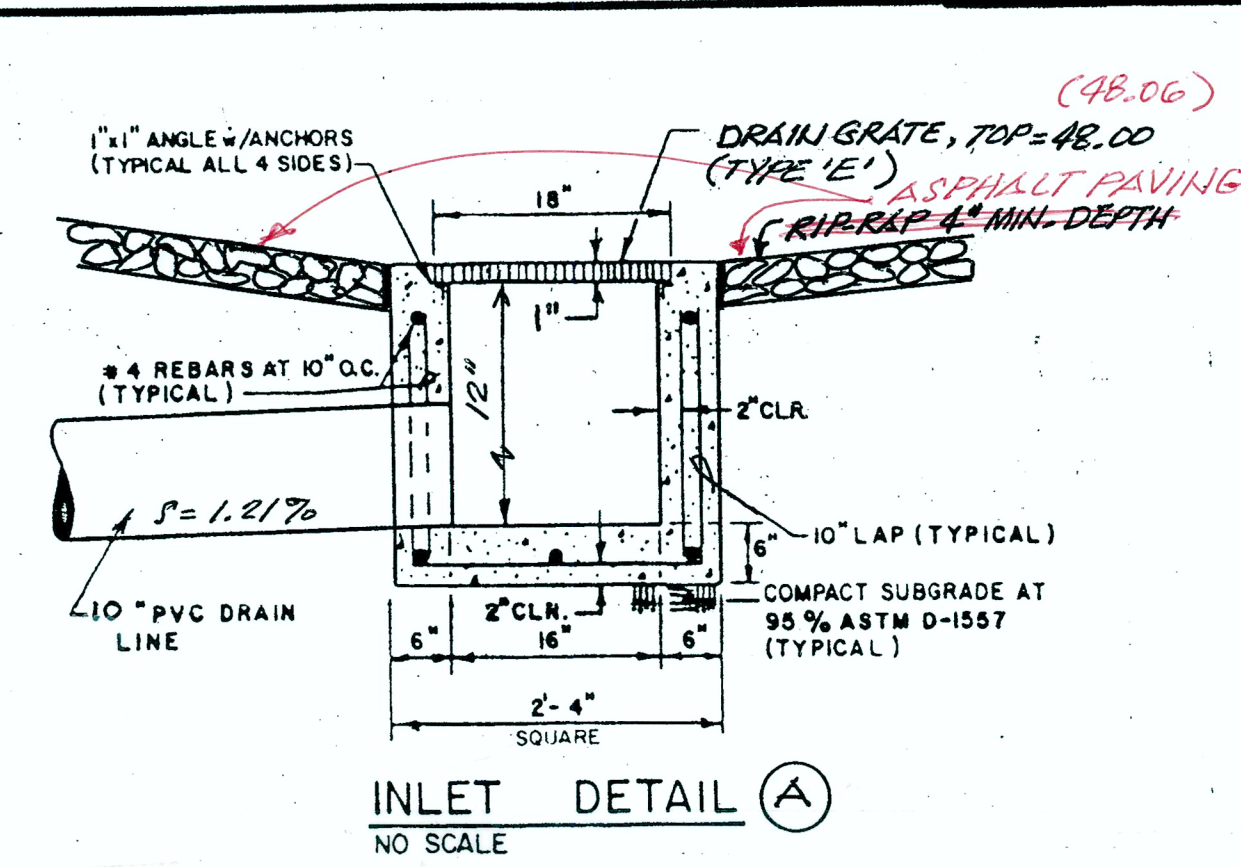 (48.06)
1"x1" ANGLE w/ANCHORS
(TYPICAL ALL 4 SIDES)
DRAIN GRATE, TOP=48.00
(TYPE 'E')
ASPHALT PAVING
18"
RIP-RAP 4" MIN. DEPTH
1"
#4 REBARS AT 10" O.C.
(TYPICAL)
12"
2" CLR.
S=1.21%
10" LAP (TYPICAL)
6"
10" PVC DRAIN
LINE
COMPACT SUBGRADE AT
95% ASTM D-1557
(TYPICAL)
2" CLR.
6" 16" 6"
2'-4"
SQUARE
INLET DETAIL A
NO SCALE